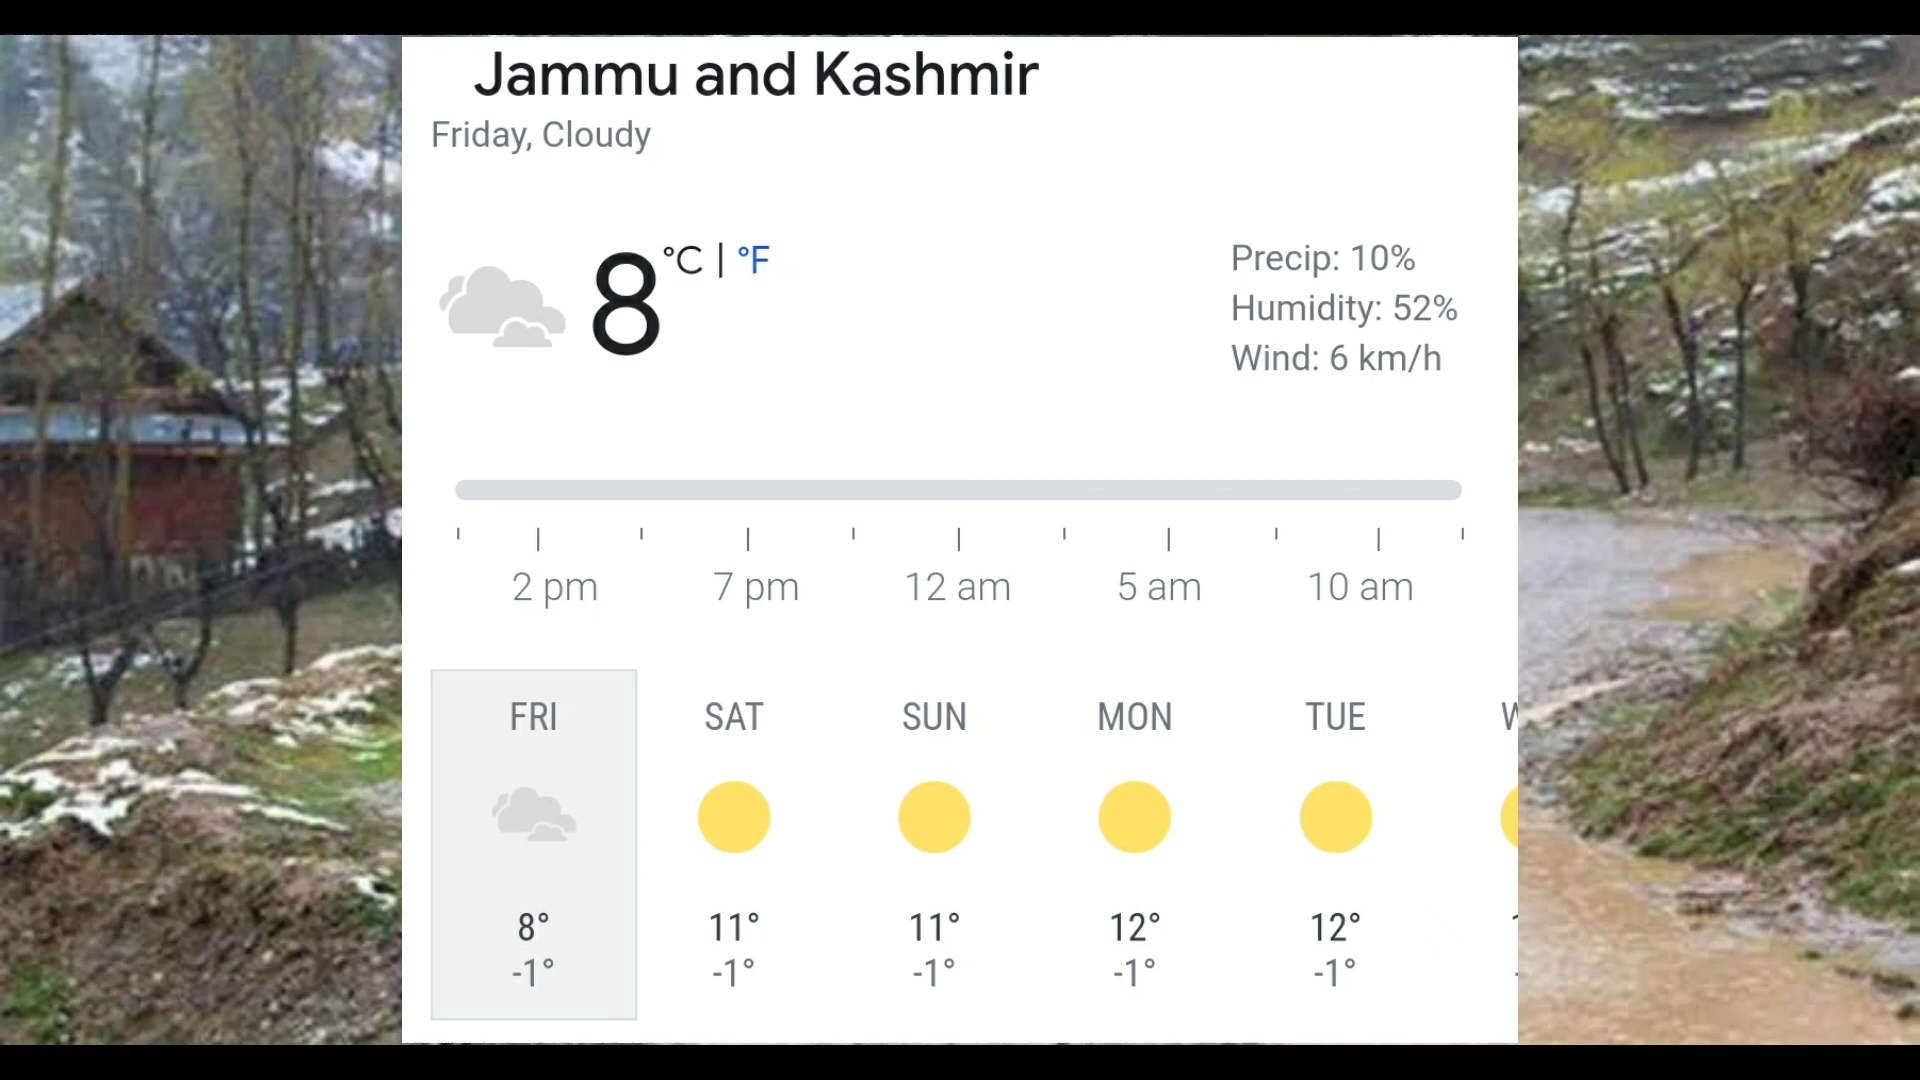 Jammu and Kashmir
Friday, Cloudy
8 °C | °F
Precip: 10%
Humidity: 52%
Wind: 6 km/h
2 pm 7 pm 12 am 5 am 10 am
FRI SAT SUN MON TUE
8° 11° 11° 12° 12°
-1° -1° -1° -1° -1°